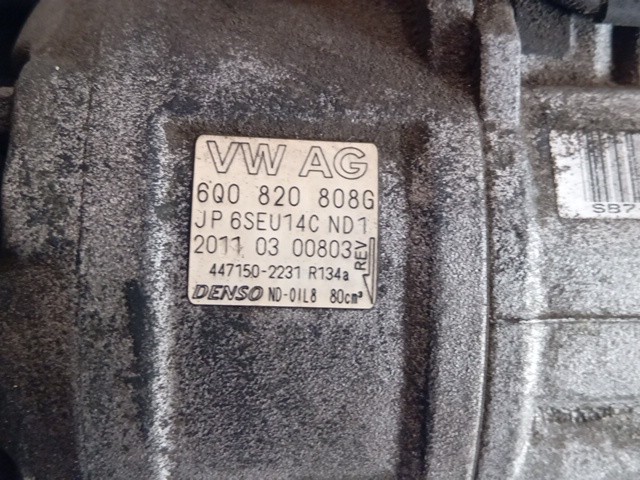 VW AG
6Q0 820 808G
JP 6SEU14C ND1
2011 03 00803
REV
447150-2231 R134a
DENSO ND-OIL8 80cm³
SB7